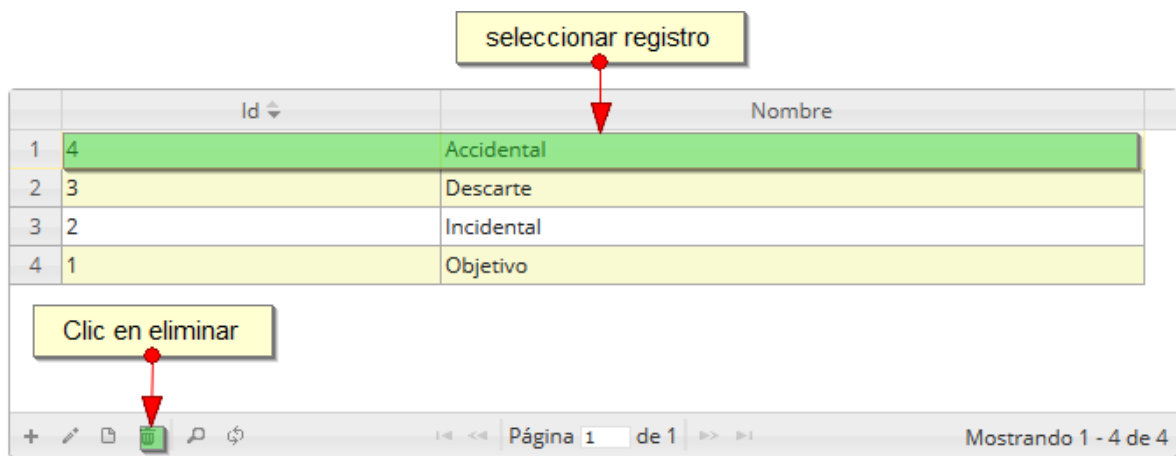 seleccionar registro
Id Nombre
1 4 Accidental
2 3 Descarte
3 2 Incidental
4 1 Objetivo
Clic en eliminar
Página 1 de 1 Mostrando 1 - 4 de 4